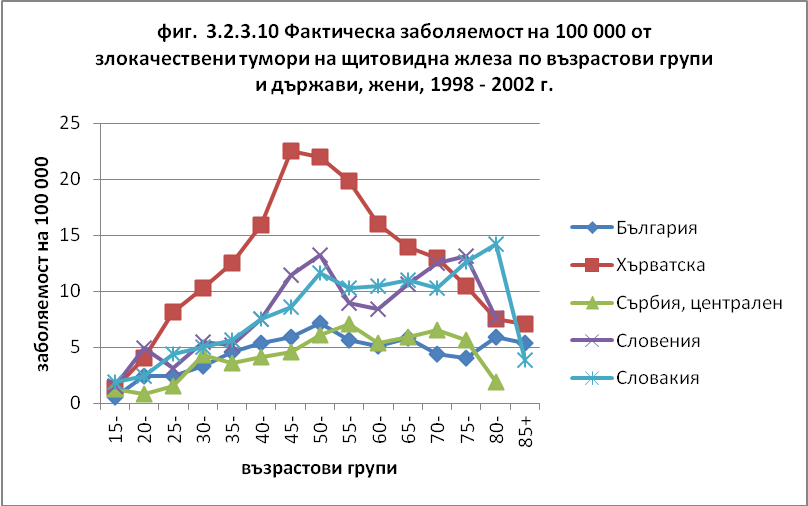 фиг. 3.2.3.10 Фактическа заболяемост на 100 000 от
злокачествени тумори на щитовидна жлеза по възрастови групи
и държави, жени, 1998 - 2002 г.
заболяемост на 100 000
25
20
15
10
5
0
15-
20-
25-
30-
35-
40-
45-
50-
55-
60-
65-
70-
75-
80-
85+
възрастови групи
България
Хърватска
Сърбия, централен
Словения
Словакия